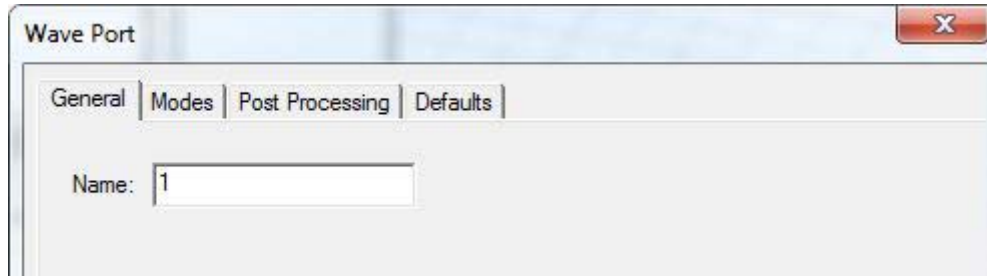 Wave Port
General Modes Post Processing Defaults
Name: 1